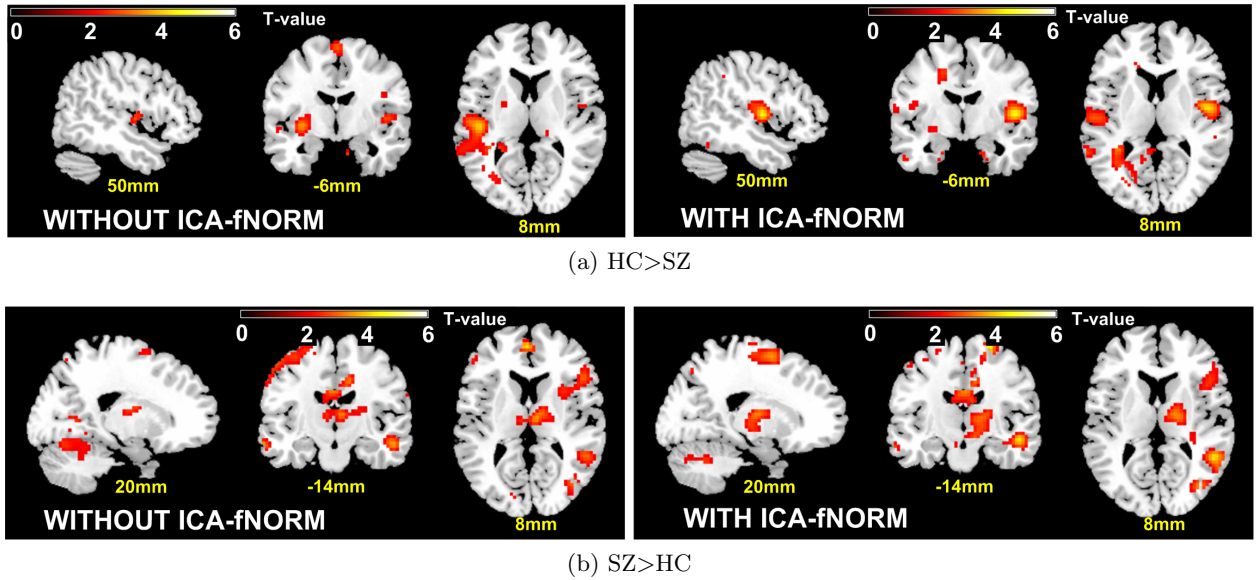 T-value
0 2 4 6
50mm
-6mm
8mm
WITHOUT ICA-fNORM
T-value
0 2 4 6
50mm
-6mm
8mm
WITH ICA-fNORM
(a) HC>SZ
T-value
0 2 4 6
20mm
-14mm
8mm
WITHOUT ICA-fNORM
T-value
0 2 4 6
20mm
-14mm
8mm
WITH ICA-fNORM
(b) SZ>HC